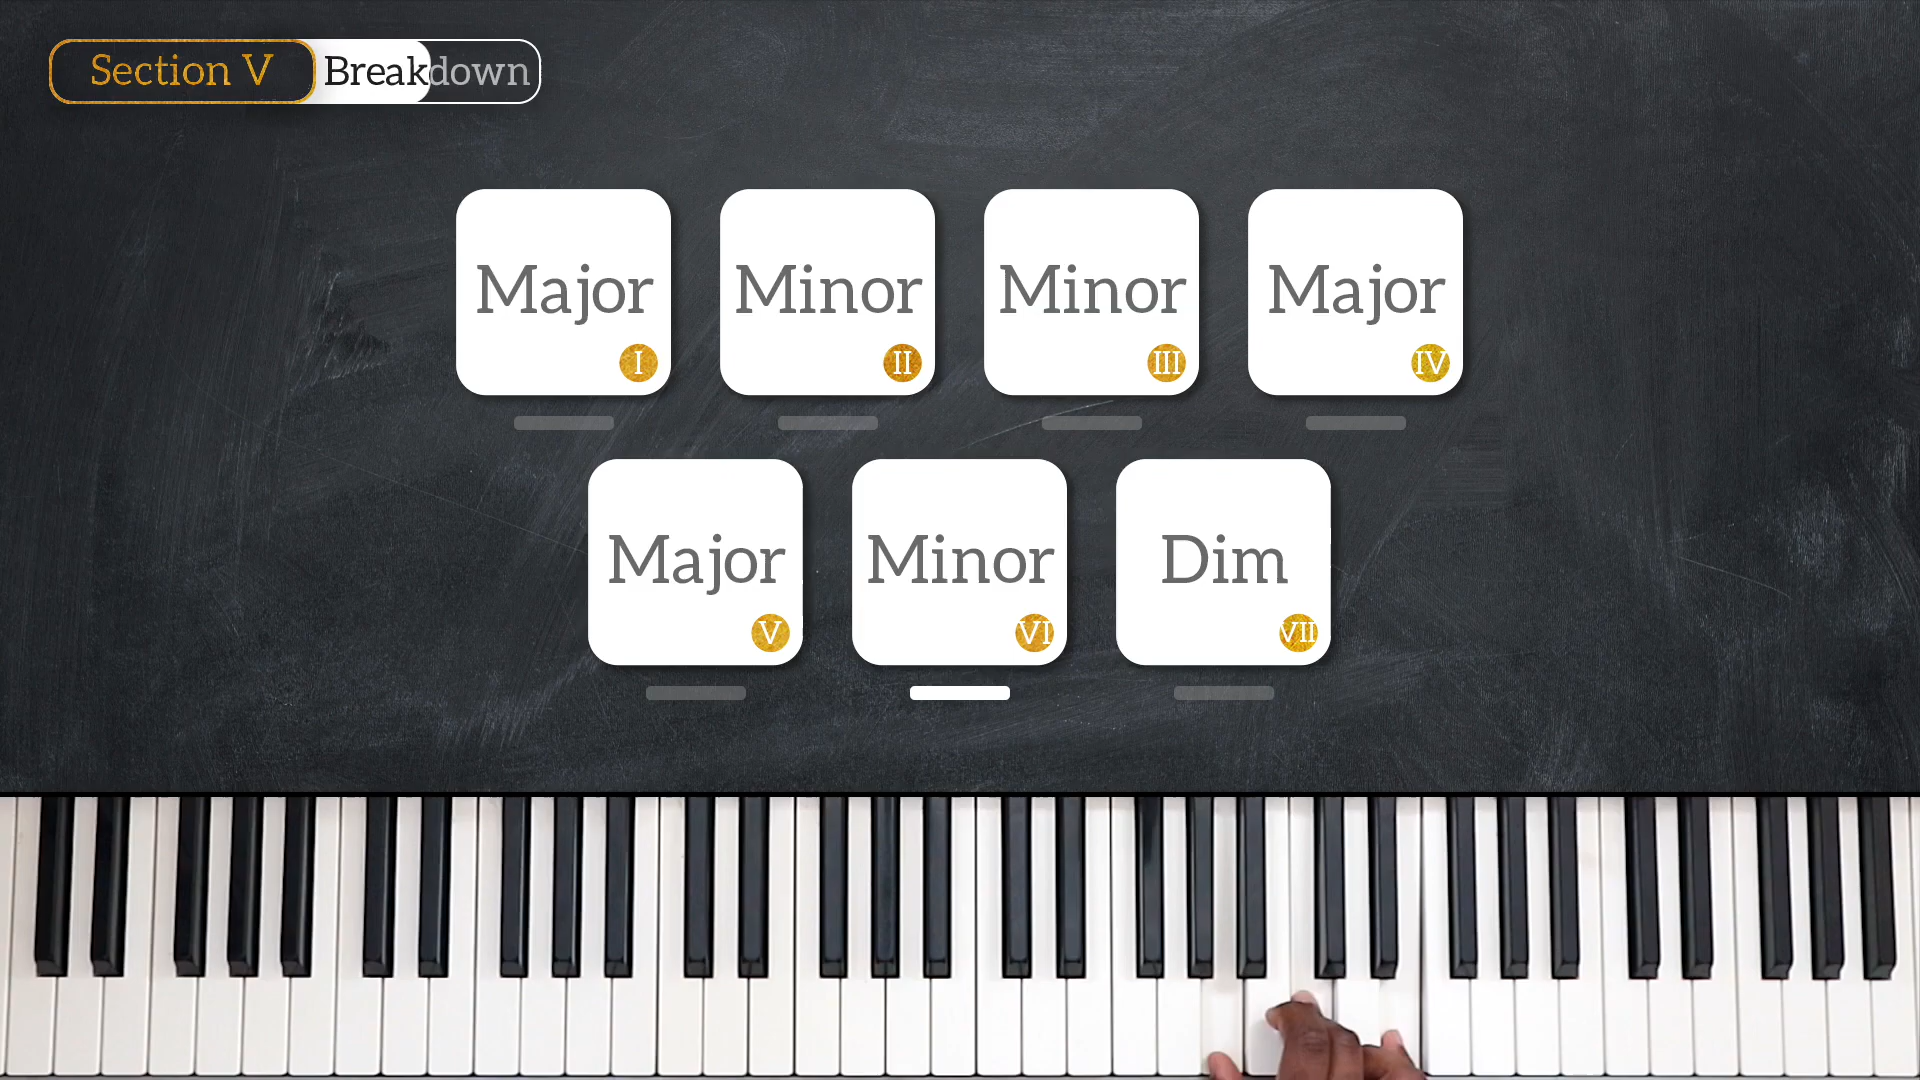 Section V Breakdown
Major Minor Minor Major
I II III IV
Major Minor Dim
V VI VII